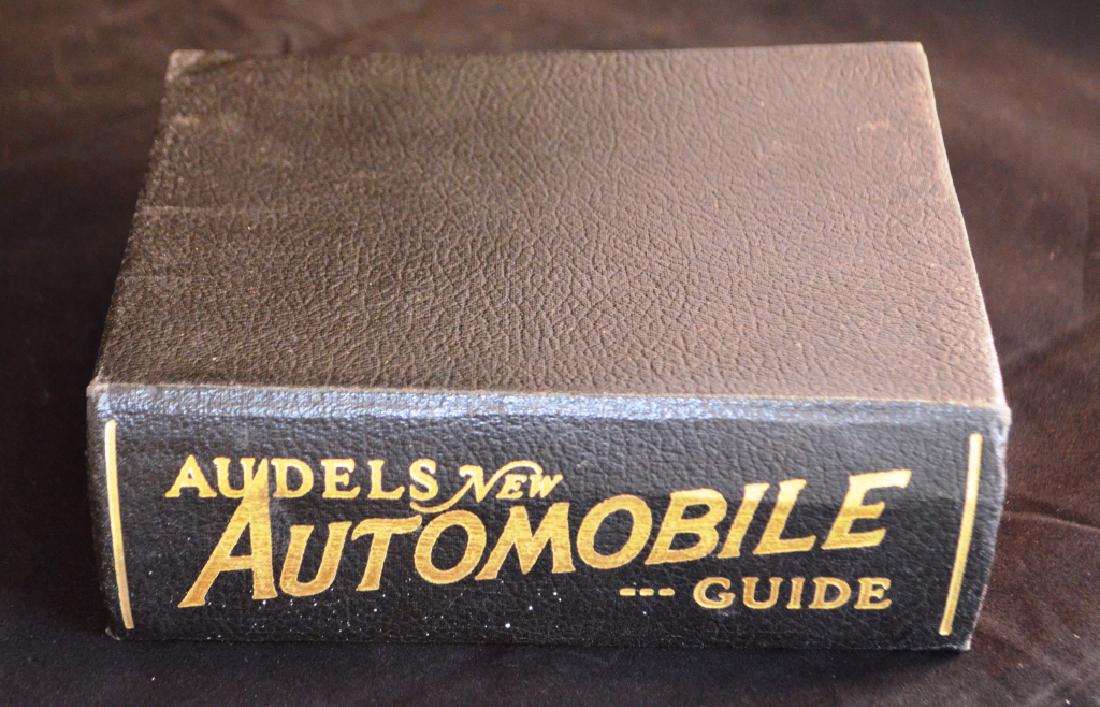 AUDELS NEW
AUTOMOBILE
--- GUIDE